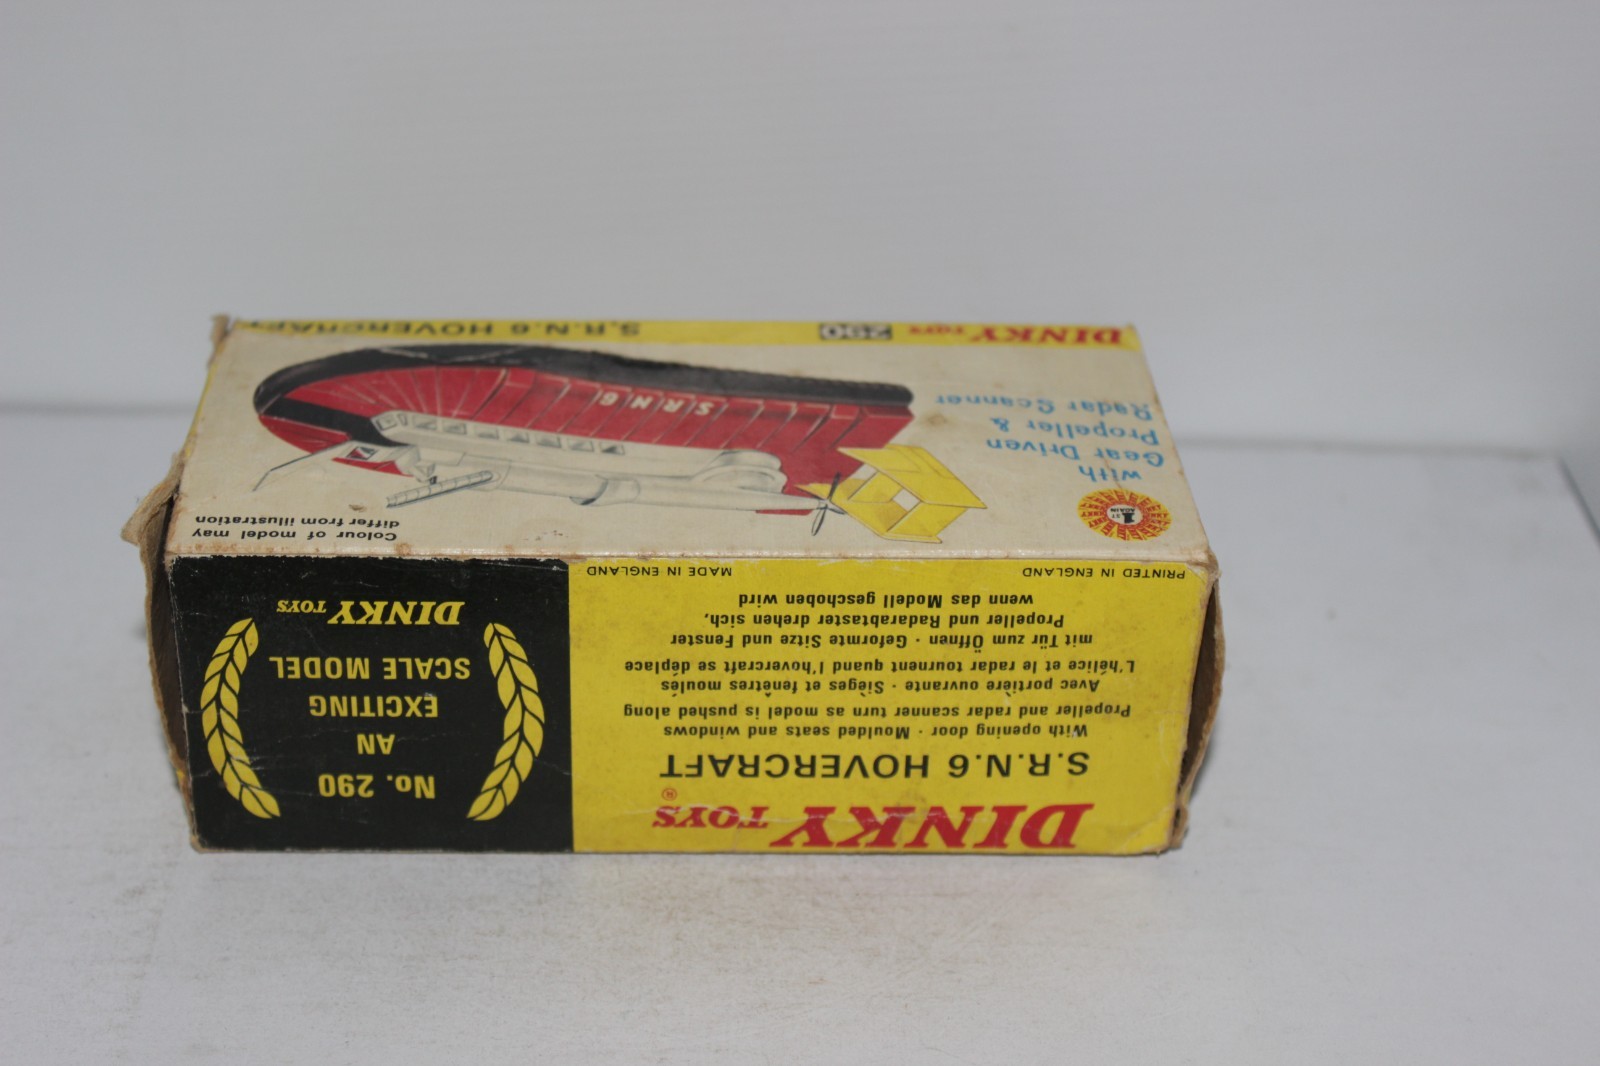 DINKY TOYS®
S.R.N.6 HOVERCRAFT
With opening door · Moulded seats and windows
Propeller and radar scanner turn as model is pushed along
Avec portière ouvrante · Sièges et fenêtres moulés
L'hélice et le radar tournent quand l'hovercraft se déplace
mit Tür zum Öffnen · Geformte Sitze und Fenster
Propeller und Radarabtaster drehen sich,
wenn das Modell geschoben wird
PRINTED IN ENGLAND
MADE IN ENGLAND
No. 290
AN
EXCITING
SCALE MODEL
DINKY TOYS
Colour of model may
differ from illustration
with
Gear Driven
Propeller &
Radar Scanner
SRN6
DINKY TOYS 290 S.R.N.6 HOVERCRAFT